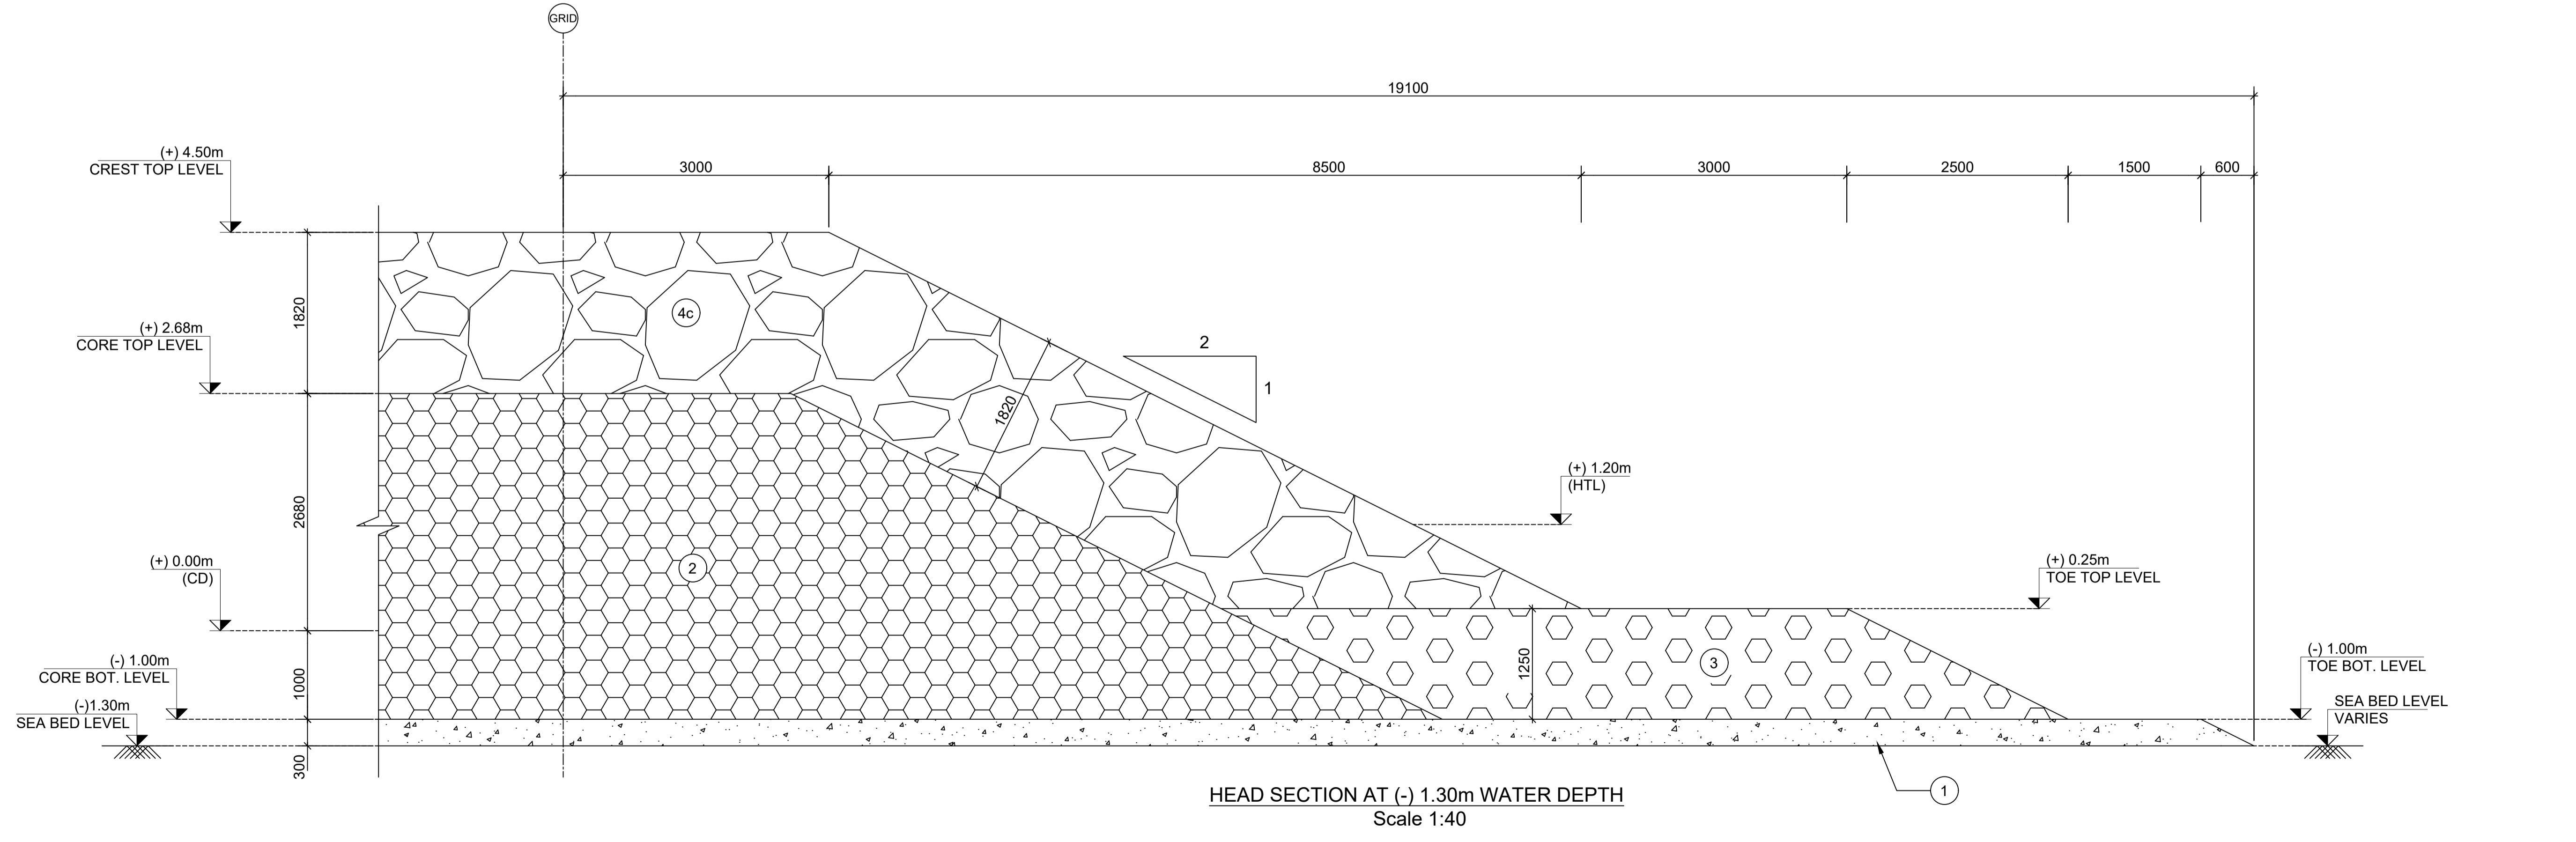 GRID
19100
3000
8500
3000
2500
1500
600
(+) 4.50m
CREST TOP LEVEL
1820
4c
(+) 2.68m
CORE TOP LEVEL
2
1
1820
(+) 1.20m
(HTL)
2680
(+) 0.00m
(CD)
2
(+) 0.25m
TOE TOP LEVEL
1250
3
(-) 1.00m
CORE BOT. LEVEL
1000
(-) 1.00m
TOE BOT. LEVEL
(-)1.30m
SEA BED LEVEL
SEA BED LEVEL
VARIES
300
1
HEAD SECTION AT (-) 1.30m WATER DEPTH
Scale 1:40